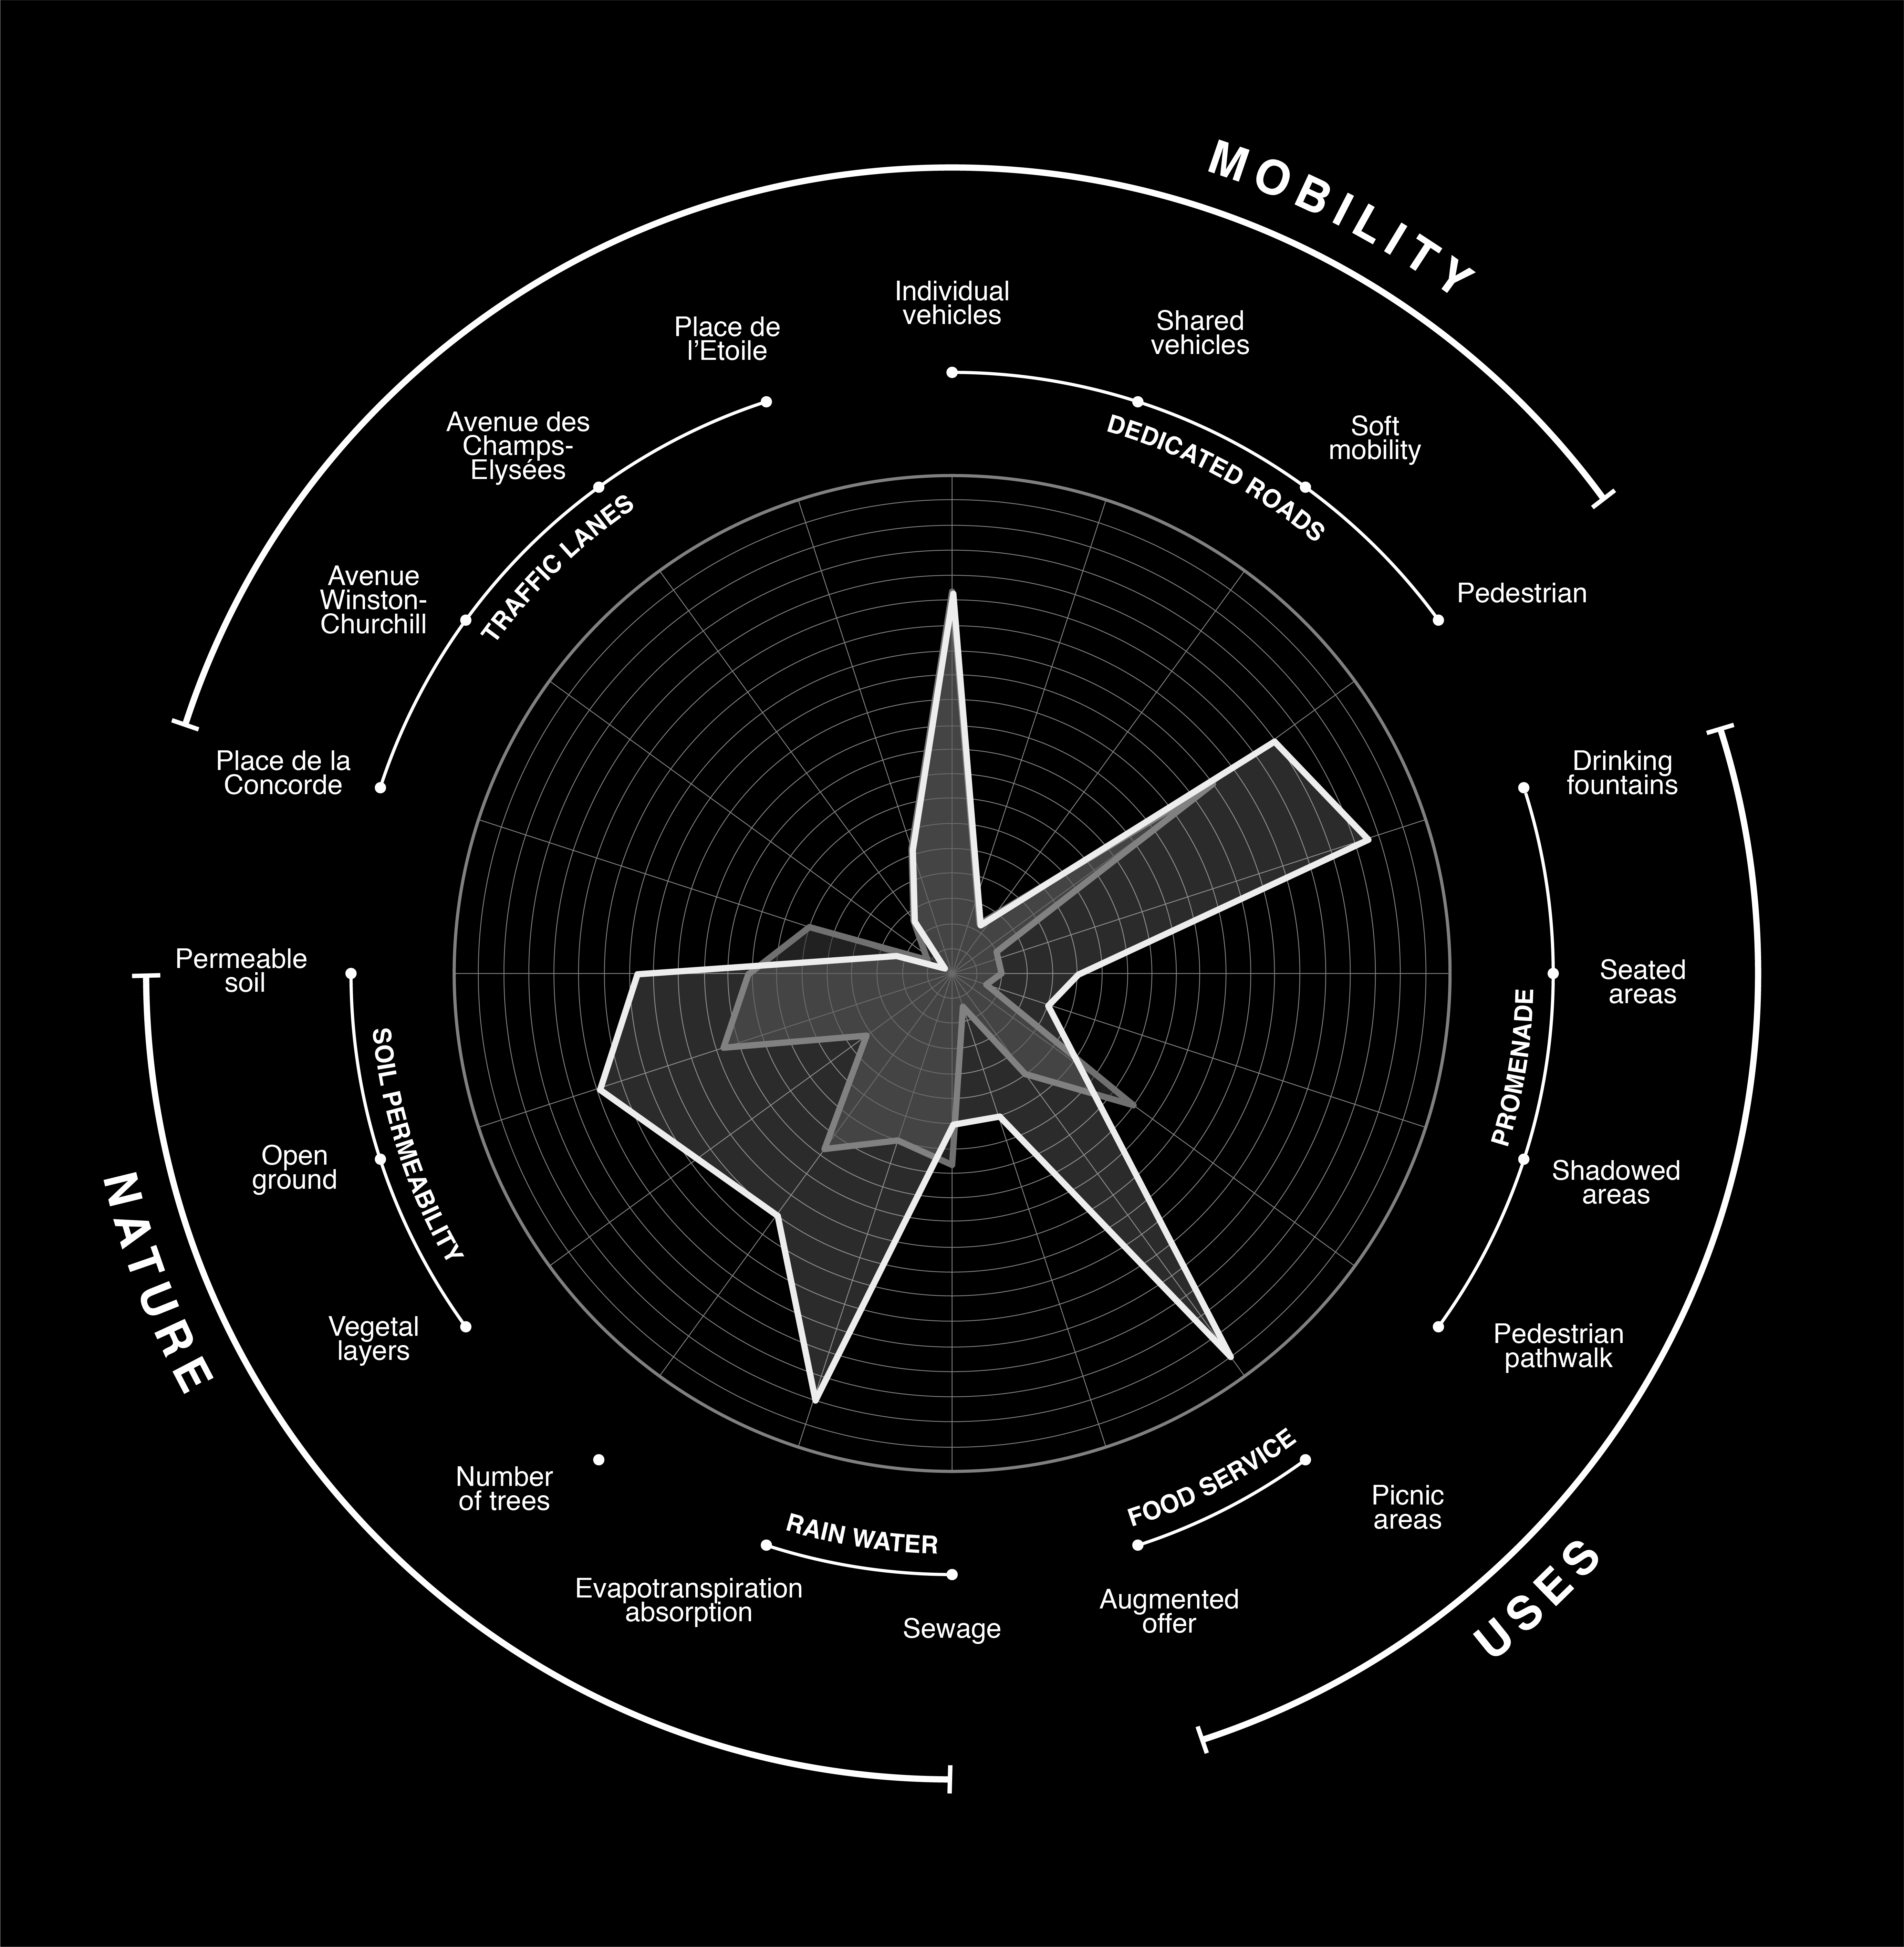 MOBILITY
Individual
vehicles
Shared
vehicles
Soft
mobility
Pedestrian
DEDICATED ROADS
Place de
l’Etoile
Avenue des
Champs-
Elysées
Avenue
Winston-
Churchill
Place de la
Concorde
TRAFFIC LANES
Drinking
fountains
Seated
areas
Shadowed
areas
Pedestrian
pathwalk
PROMENADE
Picnic
areas
Augmented
offer
FOOD SERVICE
USES
Permeable
soil
Open
ground
Vegetal
layers
SOIL PERMEABILITY
Number
of trees
RAIN WATER
Evapotranspiration
absorption
Sewage
NATURE